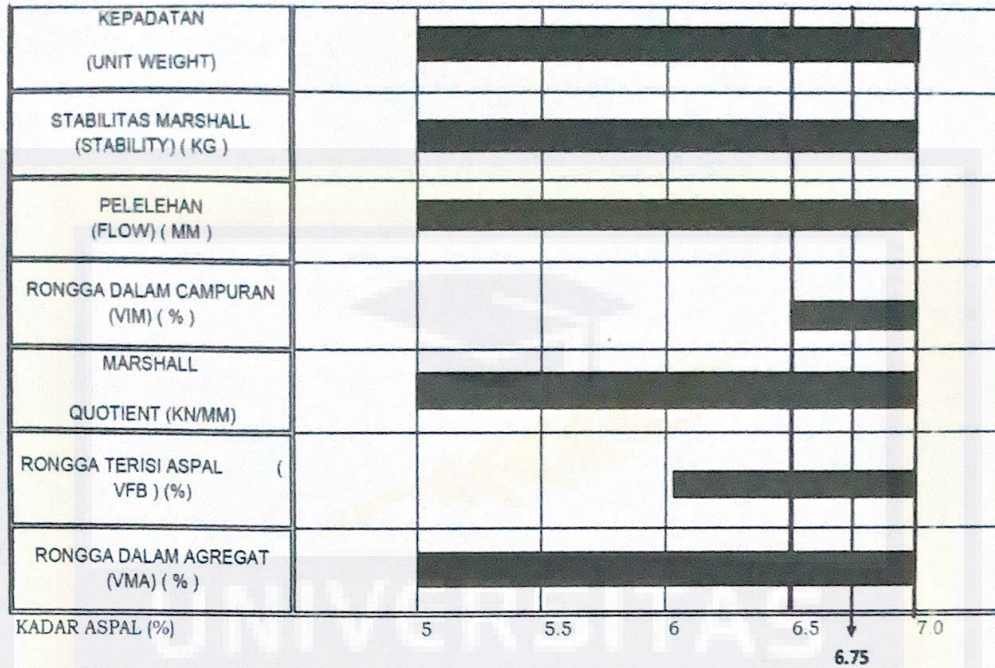 KEPADATAN
(UNIT WEIGHT)
STABILITAS MARSHALL
(STABILITY) ( KG )
PELELEHAN
(FLOW) ( MM )
RONGGA DALAM CAMPURAN
(VIM) ( % )
MARSHALL
QUOTIENT (KN/MM)
RONGGA TERISI ASPAL (
VFB ) (%)
RONGGA DALAM AGREGAT
(VMA) ( % )
KADAR ASPAL (%) 5 5.5 6 6.5 7.0
6.75
UNIVERSITAS